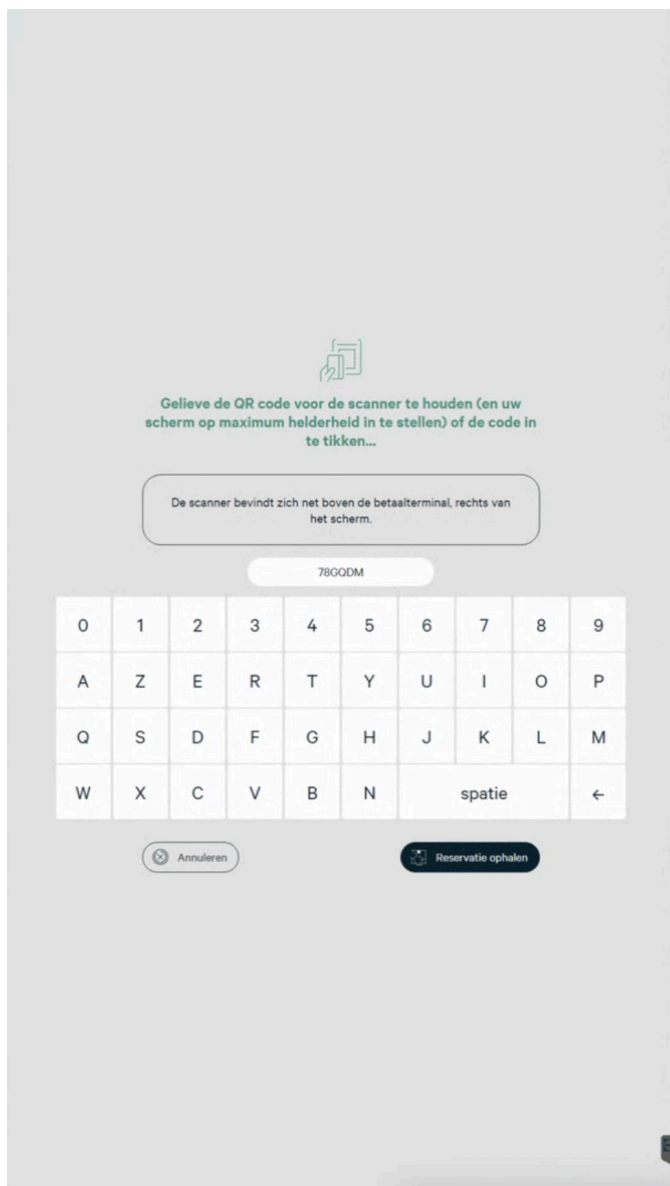 Gelieve de QR code voor de scanner te houden (en uw
scherm op maximum helderheid in te stellen) of de code in
te tikken...
De scanner bevindt zich net boven de betaalterminal, rechts van
het scherm.
78GQDM
0 1 2 3 4 5 6 7 8 9
A Z E R T Y U I O P
Q S D F G H J K L M
W X C V B N spatie ←
Annuleren Reservatie ophalen